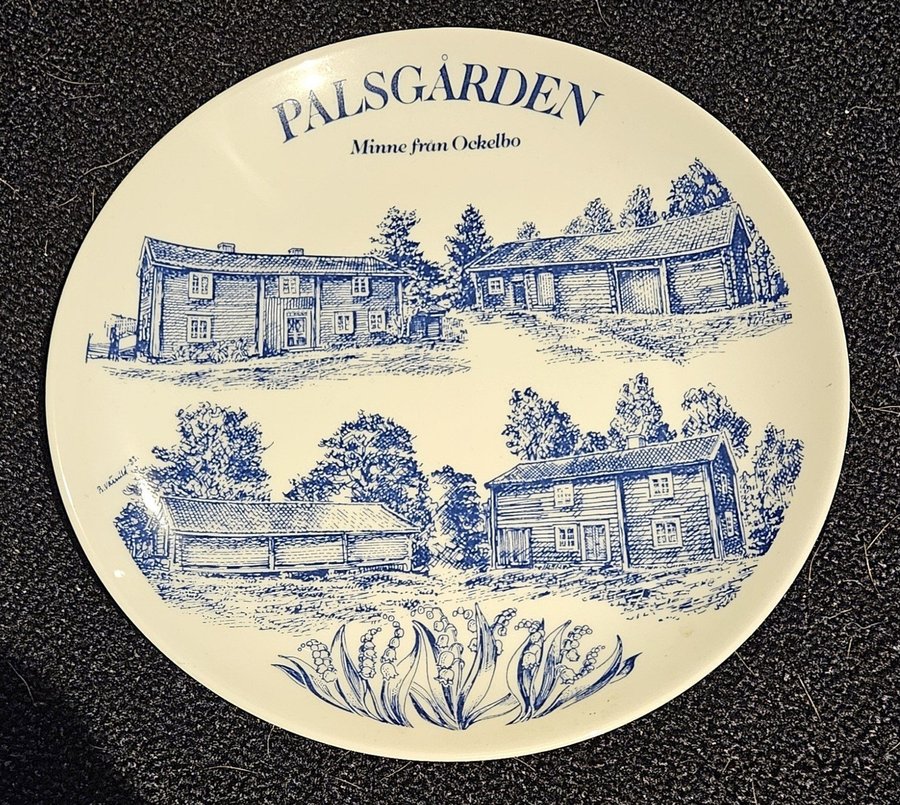 PALSGÅRDEN
Minne från Ockelbo